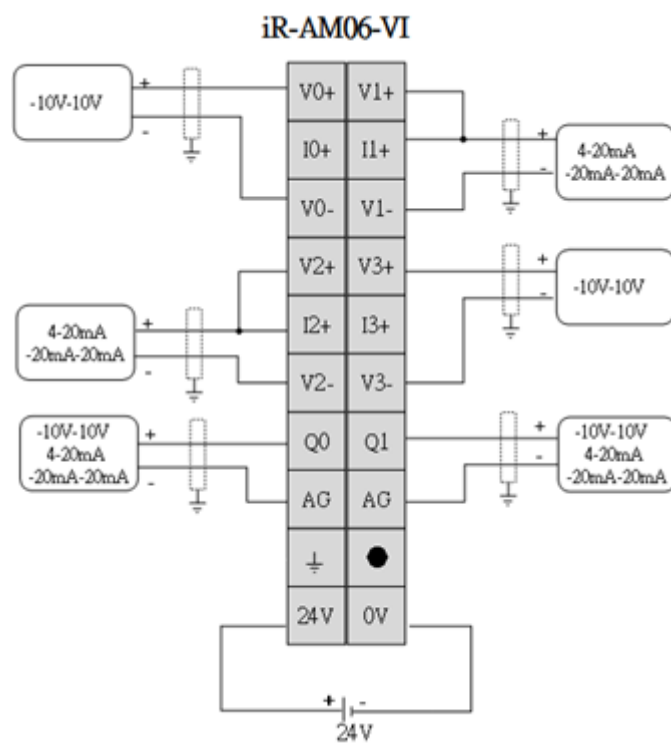 iR-AM06-VI
-10V-10V
+
-
V0+ V1+
I0+ I1+
V0- V1-
+
-
4-20mA
-20mA-20mA
V2+ V3+
I2+ I3+
V2- V3-
+
-
-10V-10V
4-20mA
-20mA-20mA
+
-
Q0 Q1
AG AG
-10V-10V
4-20mA
-20mA-20mA
+
-
+
-
-10V-10V
4-20mA
-20mA-20mA
24V 0V
+ -
24V